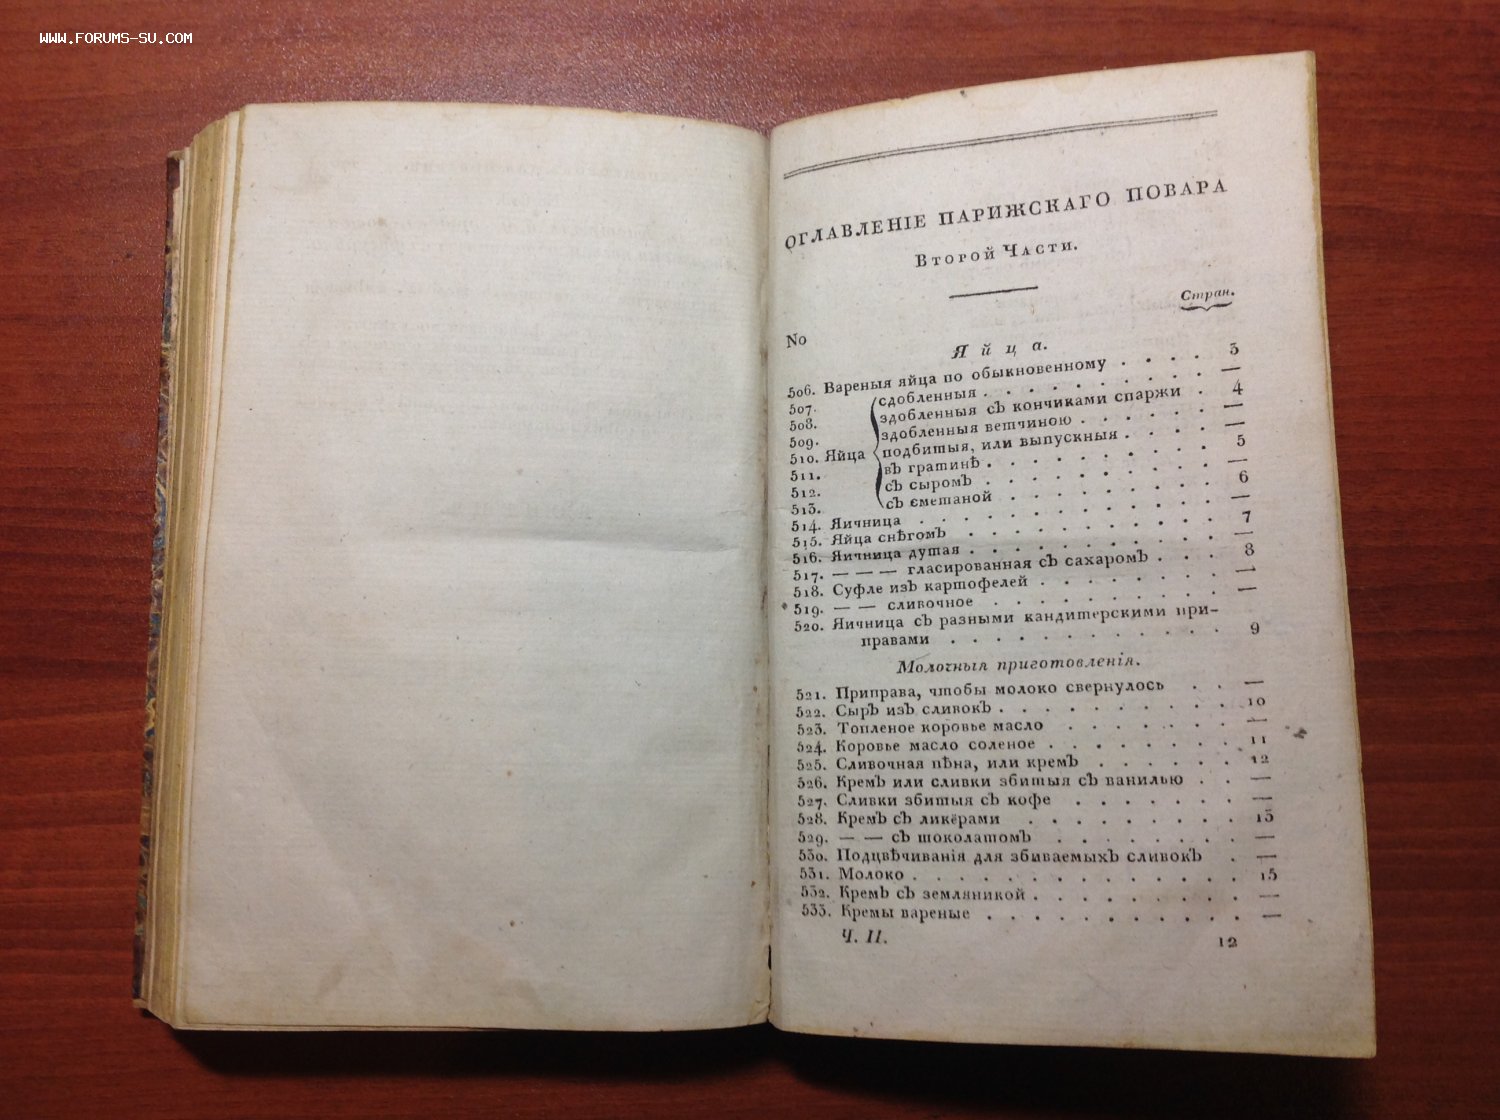 WWW.FORUMS-SU.COM
ОГЛАВЛЕНІЕ ПАРИЖСКАГО ПОВАРА
Второй Части.
Стран.
No
Яйца.
506. Вареныя яйца по обыкновенному . . . . 3
507. сдобленныя . . . . . . . . . —
508. здобленныя съ кончиками спаржи . 4
509. здобленныя ветчиною . . . . . . —
510. Яйца подбитыя, или выпускныя . . . . —
511. въ гратинѣ . . . . . . . . . 5
512. съ сыромъ . . . . . . . . . —
513. съ сметаной . . . . . . . . 6
514. Яичница . . . . . . . . . . . —
515. Яйца снѣгомъ . . . . . . . . . 7
516. Яичница душая . . . . . . . . . —
517. — — — гласированная съ сахаромъ . . . 8
518. Суфле изъ картофелей . . . . . . . —
519. — — сливочное . . . . . . . . . —
520. Яичница съ разными кандитерскими при-
правами . . . . . . . . . . . 9
Молочныя приготовленія.
521. Приправа, чтобы молоко свернулось . . —
522. Сыръ изъ сливокъ . . . . . . . . . 10
523. Топленое коровье масло . . . . . . . —
524. Коровье масло соленое . . . . . . . . 11
525. Сливочная пѣна, или кремъ . . . . . . 12
526. Кремъ или сливки збитыя съ ванилью . . —
527. Сливки збитыя съ кофе . . . . . . . —
528. Кремъ съ ликёрами . . . . . . . . . 13
529. — — съ шоколатомъ . . . . . . . —
530. Подцвѣчиванія для збиваемыхъ сливокъ . —
531. Молоко . . . . . . . . . . . . . . 15
532. Кремъ съ земляникой . . . . . . . . . —
533. Кремы вареные . . . . . . . . . . . —
Ч. II. 12